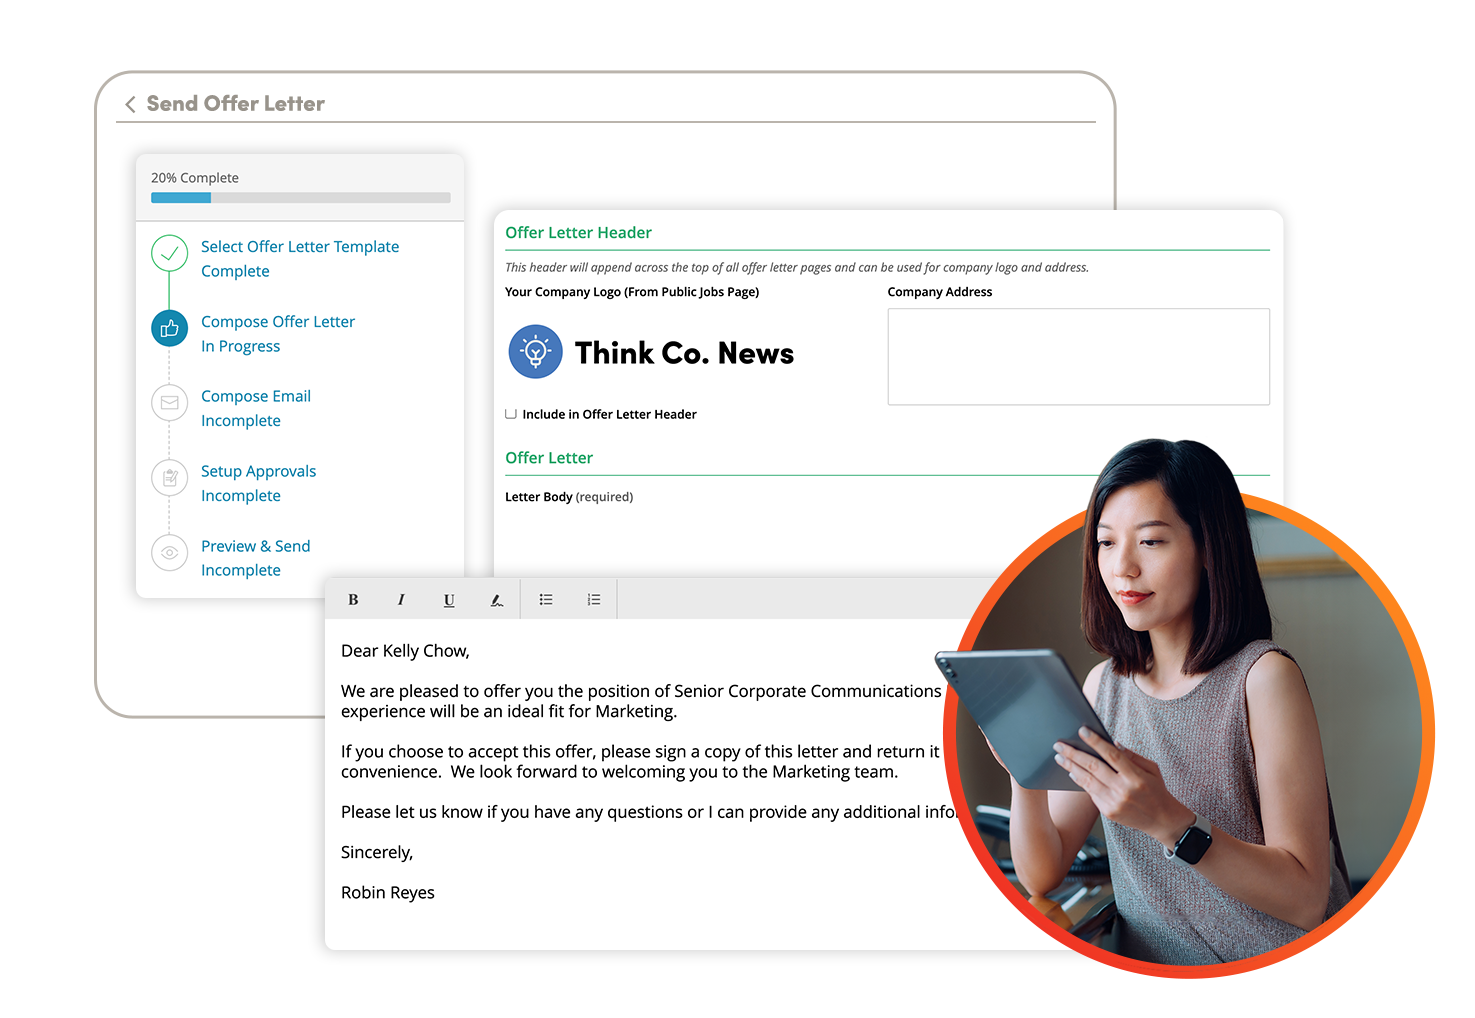 Send Offer Letter
20% Complete
Select Offer Letter Template
Complete
Compose Offer Letter
In Progress
Compose Email
Incomplete
Setup Approvals
Incomplete
Preview & Send
Incomplete
Offer Letter Header
This header will append across the top of all offer letter pages and can be used for company logo and address.
Your Company Logo (From Public Jobs Page)
Company Address
Think Co. News
Include in Offer Letter Header
Offer Letter
Letter Body (required)
B I U
Dear Kelly Chow,
We are pleased to offer you the position of Senior Corporate Communications
experience will be an ideal fit for Marketing.
If you choose to accept this offer, please sign a copy of this letter and return it
convenience. We look forward to welcoming you to the Marketing team.
Please let us know if you have any questions or I can provide any additional
Sincerely,
Robin Reyes